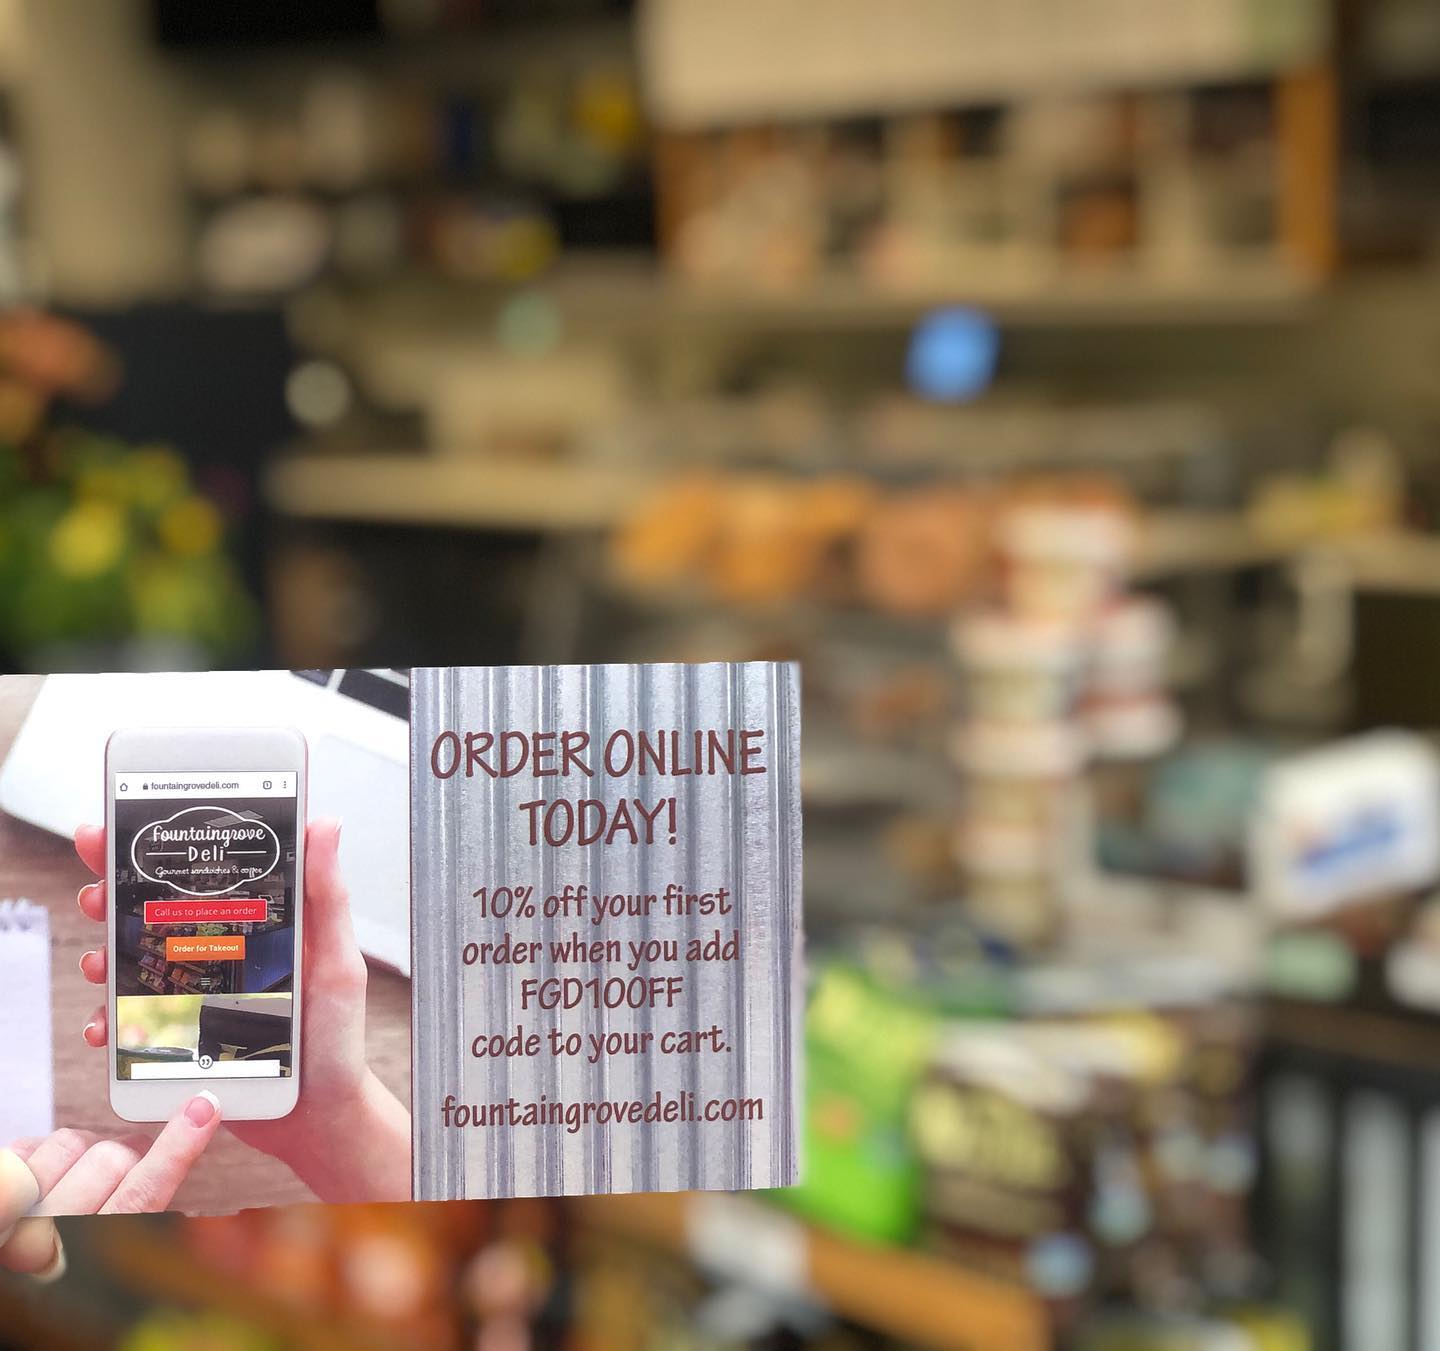 fountaingrovedeli.com
fountaingrove
Deli
Gourmet sandwiches & coffee
Call us to place an order
Order for Takeout
ORDER ONLINE
TODAY!
10% off your first
order when you add
FGD10OFF
code to your cart.
fountaingrovedeli.com